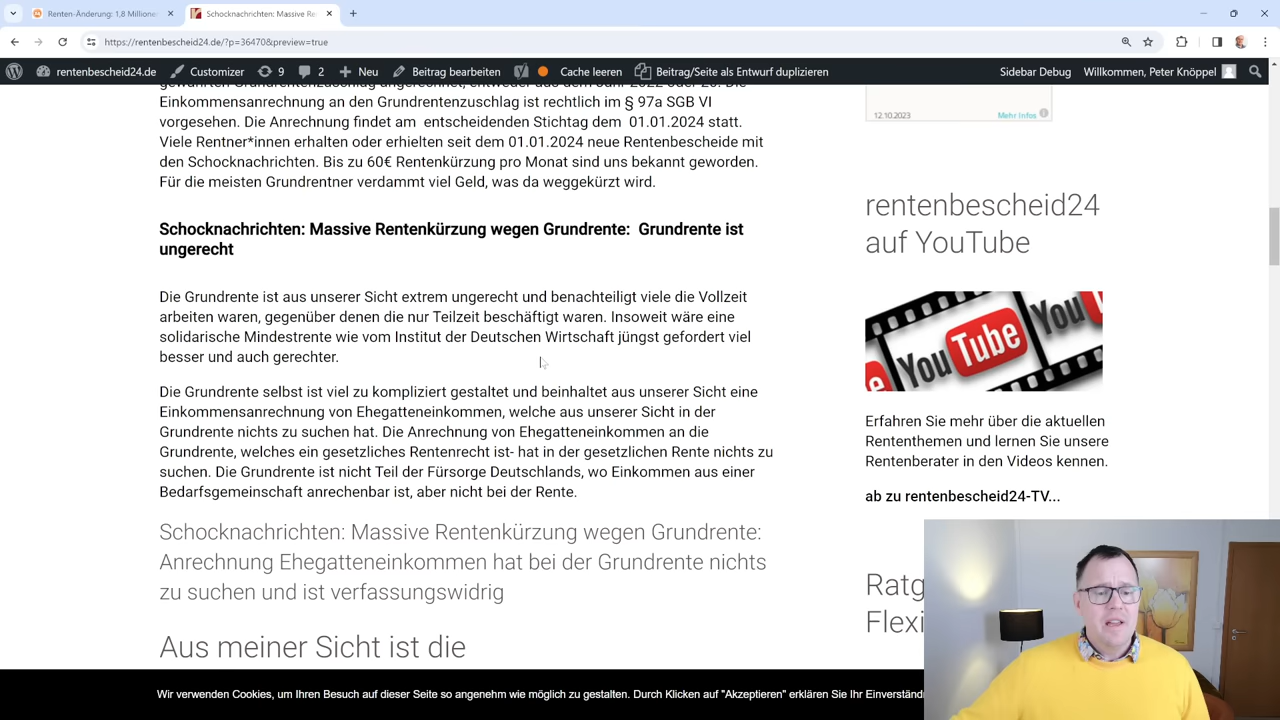 Renten-Änderung: 1,8 Millionen
Schocknachrichten: Massive Re
https://rentenbescheid24.de/?p=36470&preview=true
rentenbescheid24.de Customizer 9 2 Neu Beitrag bearbeiten Cache leeren Beitrag/Seite als Entwurf duplizieren Sidebar Debug Willkommen, Peter Knöppel
Einkommensanrechnung an den Grundrentenzuschlag ist rechtlich im § 97a SGB VI
vorgesehen. Die Anrechnung findet am entscheidenden Stichtag dem 01.01.2024 statt.
Viele Rentner*innen erhalten oder erhielten seit dem 01.01.2024 neue Rentenbescheide mit
den Schocknachrichten. Bis zu 60€ Rentenkürzung pro Monat sind uns bekannt geworden.
Für die meisten Grundrentner verdammt viel Geld, was da weggekürzt wird.
Schocknachrichten: Massive Rentenkürzung wegen Grundrente: Grundrente ist
ungerecht
Die Grundrente ist aus unserer Sicht extrem ungerecht und benachteiligt viele die Vollzeit
arbeiten waren, gegenüber denen die nur Teilzeit beschäftigt waren. Insoweit wäre eine
solidarische Mindestrente wie vom Institut der Deutschen Wirtschaft jüngst gefordert viel
besser und auch gerechter.
Die Grundrente selbst ist viel zu kompliziert gestaltet und beinhaltet aus unserer Sicht eine
Einkommensanrechnung von Ehegatteneinkommen, welche aus unserer Sicht in der
Grundrente nichts zu suchen hat. Die Anrechnung von Ehegatteneinkommen an die
Grundrente, welches ein gesetzliches Rentenrecht ist- hat in der gesetzlichen Rente nichts zu
suchen. Die Grundrente ist nicht Teil der Fürsorge Deutschlands, wo Einkommen aus einer
Bedarfsgemeinschaft anrechenbar ist, aber nicht bei der Rente.
Schocknachrichten: Massive Rentenkürzung wegen Grundrente:
Anrechnung Ehegatteneinkommen hat bei der Grundrente nichts
zu suchen und ist verfassungswidrig
Aus meiner Sicht ist die
12.10.2023 Mehr Infos
rentenbescheid24
auf YouTube
You Tube
You
Erfahren Sie mehr über die aktuellen
Rententhemen und lernen Sie unsere
Rentenberater in den Videos kennen.
ab zu rentenbescheid24-TV...
Ratg
Flexi
Wir verwenden Cookies, um Ihren Besuch auf dieser Seite so angenehm wie möglich zu gestalten. Durch Klicken auf "Akzeptieren" erklären Sie Ihr Einverständ